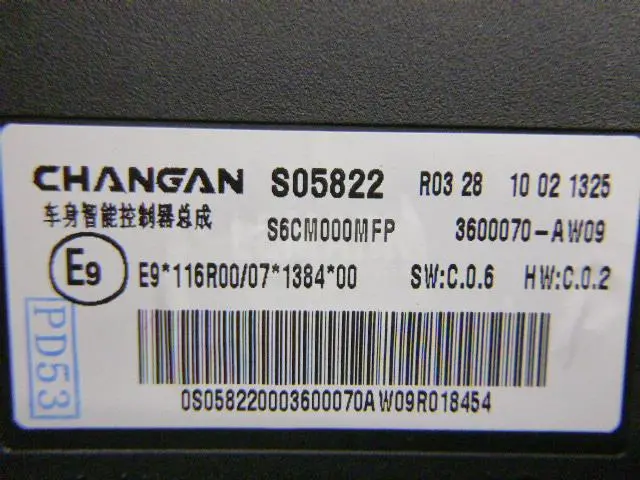 CHANGAN S05822 R03 28 10 02 1325
车身智能控制器总成 S6CM000MFP 3600070-AW09
E9 E9*116R00/07*1384*00 SW:C.0.6 HW:C.0.2
PD53
0S058220003600070AW09R018454